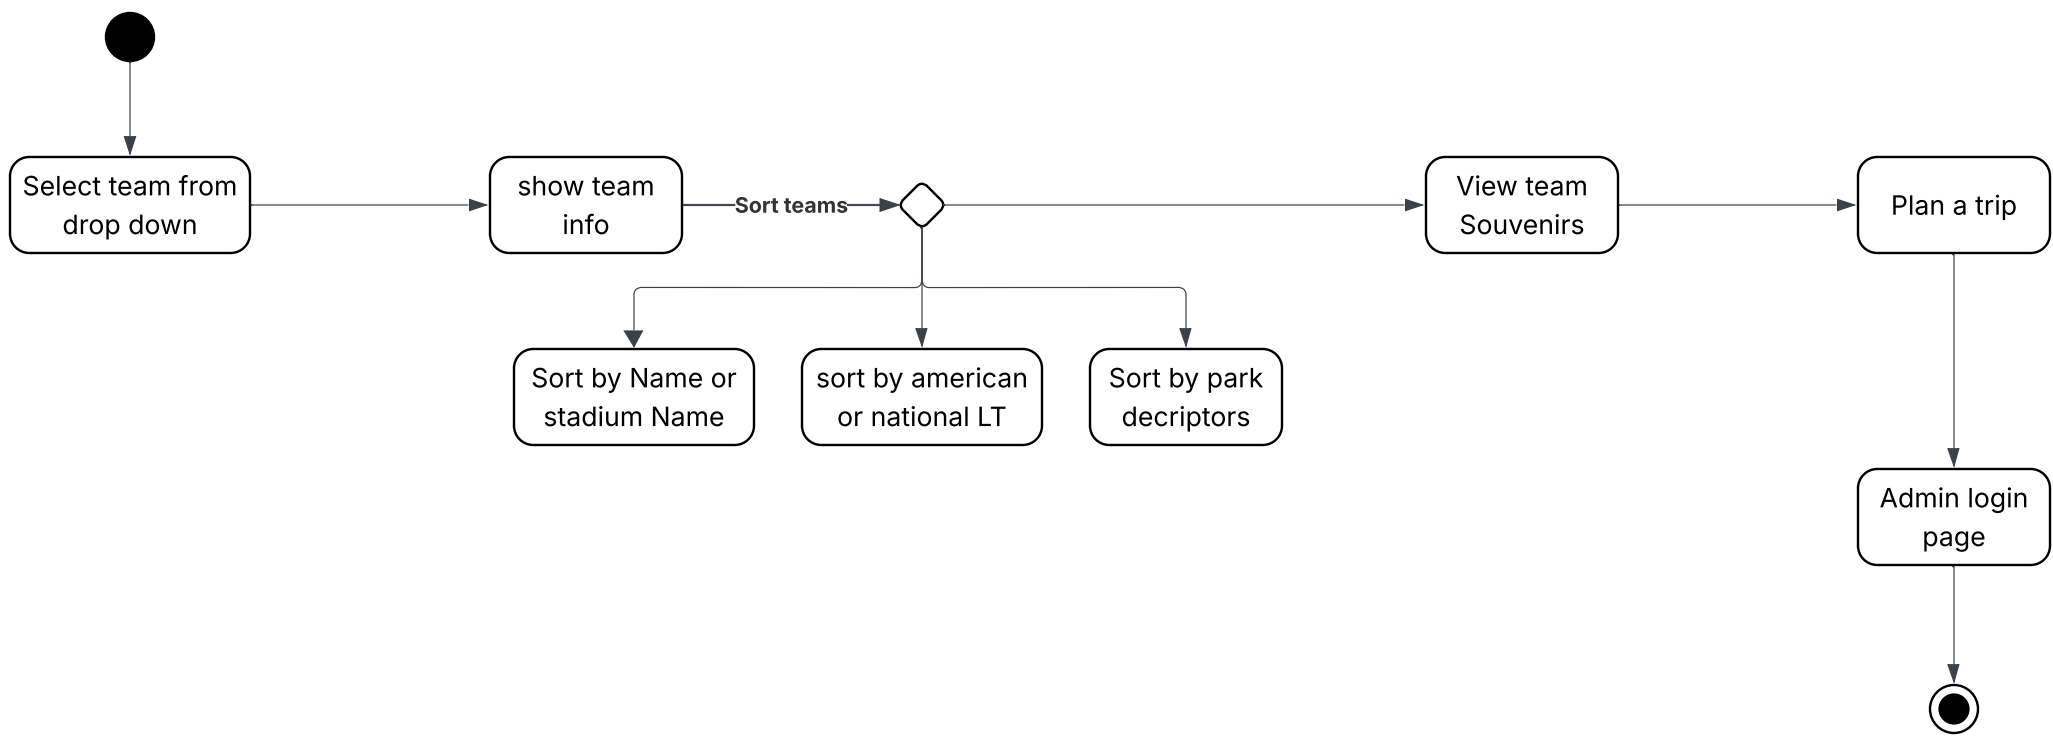 Select team from
drop down
show team
info
Sort teams
View team
Souvenirs
Plan a trip
Sort by Name or
stadium Name
sort by american
or national LT
Sort by park
decriptors
Admin login
page